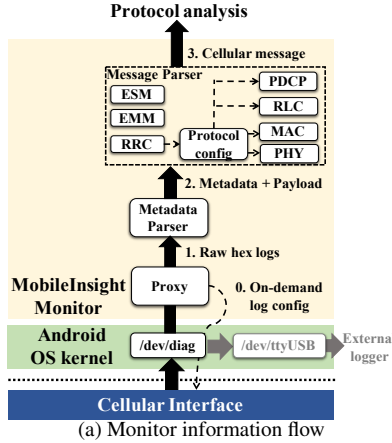 Protocol analysis
3. Cellular message
Message Parser
ESM
EMM
RRC
Protocol
config
PDCP
RLC
MAC
PHY
2. Metadata + Payload
Metadata
Parser
1. Raw hex logs
MobileInsight
Monitor
Proxy
0. On-demand
log config
Android
OS kernel
/dev/diag
/dev/ttyUSB
External
logger
Cellular Interface
(a) Monitor information flow